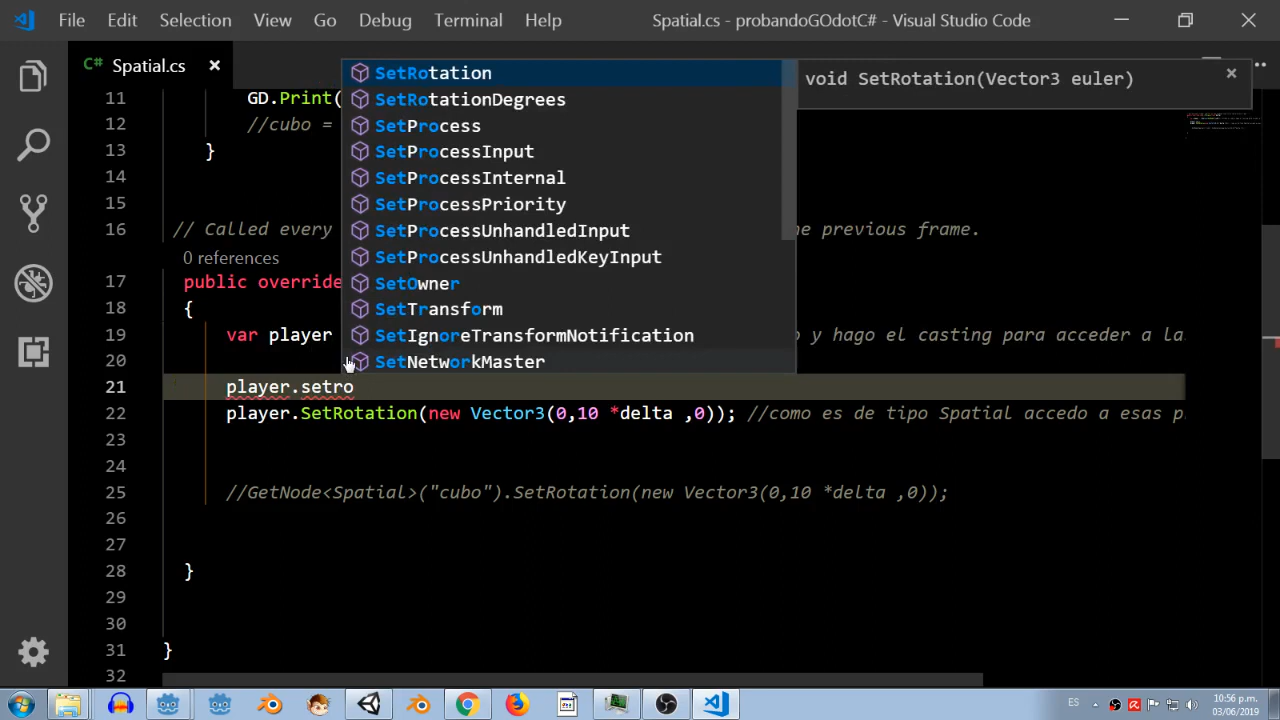 File Edit Selection View Go Debug Terminal Help Spatial.cs - probandoGOdotC# - Visual Studio Code
C# Spatial.cs ×
SetRotation
SetRotationDegrees
SetProcess
SetProcessInput
SetProcessInternal
SetProcessPriority
SetProcessUnhandledInput
SetProcessUnhandledKeyInput
SetOwner
SetTransform
SetIgnoreTransformNotification
SetNetworkMaster
void SetRotation(Vector3 euler)
11 GD.Print(
12 //cubo =
13 }
14
15
16 // Called every he previous frame.
0 references
17 public override
18 {
19 var player o y hago el casting para acceder a la
20
21 player.setro
22 player.SetRotation(new Vector3(0,10 *delta ,0)); //como es de tipo Spatial accedo a esas p
23
24
25 //GetNode<Spatial>("cubo").SetRotation(new Vector3(0,10 *delta ,0));
26
27
28 }
29
30
31 }
32
ES 10:56 p.m.
03/06/2019